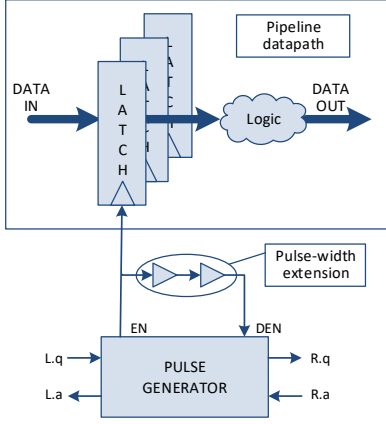 Pipeline
datapath
DATA
IN
L
A
T
C
H
Logic
DATA
OUT
Pulse-width
extension
EN
DEN
L.q
L.a
PULSE
GENERATOR
R.q
R.a